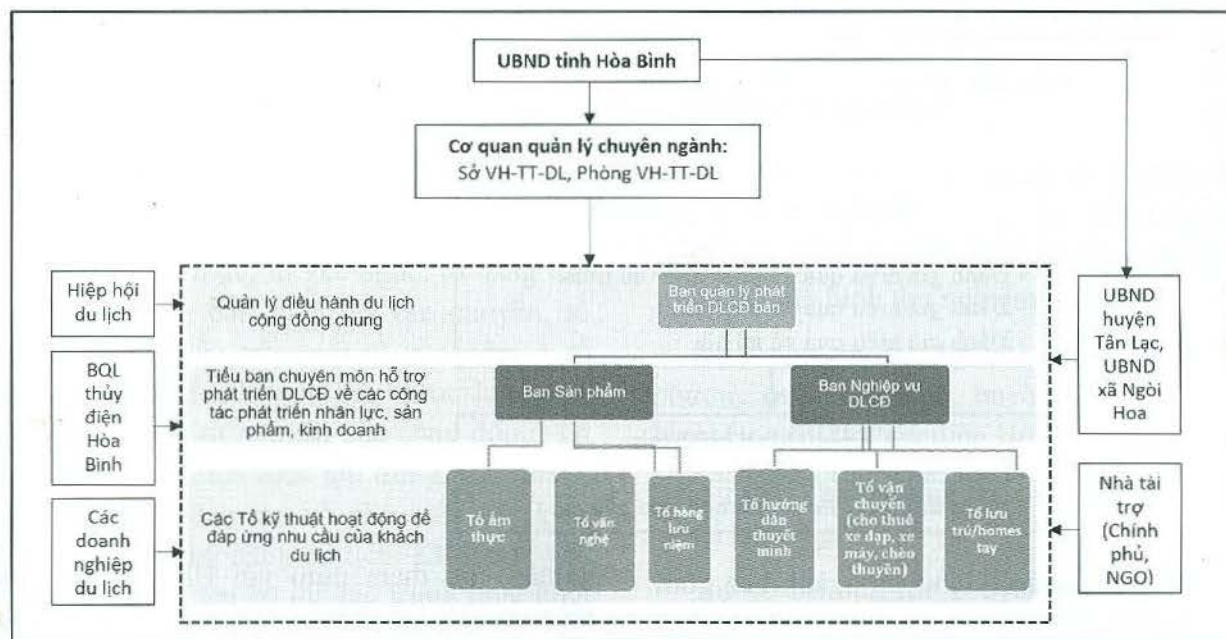 UBND tỉnh Hòa Bình
Cơ quan quản lý chuyên ngành:
Sở VH-TT-DL, Phòng VH-TT-DL
Hiệp hội
du lịch
BQL
thủy
điện
Hòa
Bình
Các
doanh
nghiệp
du lịch
Quản lý điều hành du lịch
cộng đồng chung
Ban quản lý phát
triển DLCĐ bản
Tiểu ban chuyên môn hỗ trợ
phát triển DLCĐ về các công
tác phát triển nhân lực, sản
phẩm, kinh doanh
Ban Sản phẩm
Ban Nghiệp vụ
DLCĐ
Các Tổ kỹ thuật hoạt động để
đáp ứng nhu cầu của khách
du lịch
Tổ ẩm
thực
Tổ văn
nghệ
Tổ hàng
lưu
niệm
Tổ hướng
dẫn
thuyết
minh
Tổ vận
chuyển
(cho thuê
xe đạp, xe
máy, chèo
thuyền)
Tổ lưu
trú/homes
tay
UBND
huyện
Tân Lạc,
UBND
xã Ngòi
Hoa
Nhà tài
trợ
(Chính
phủ,
NGO)